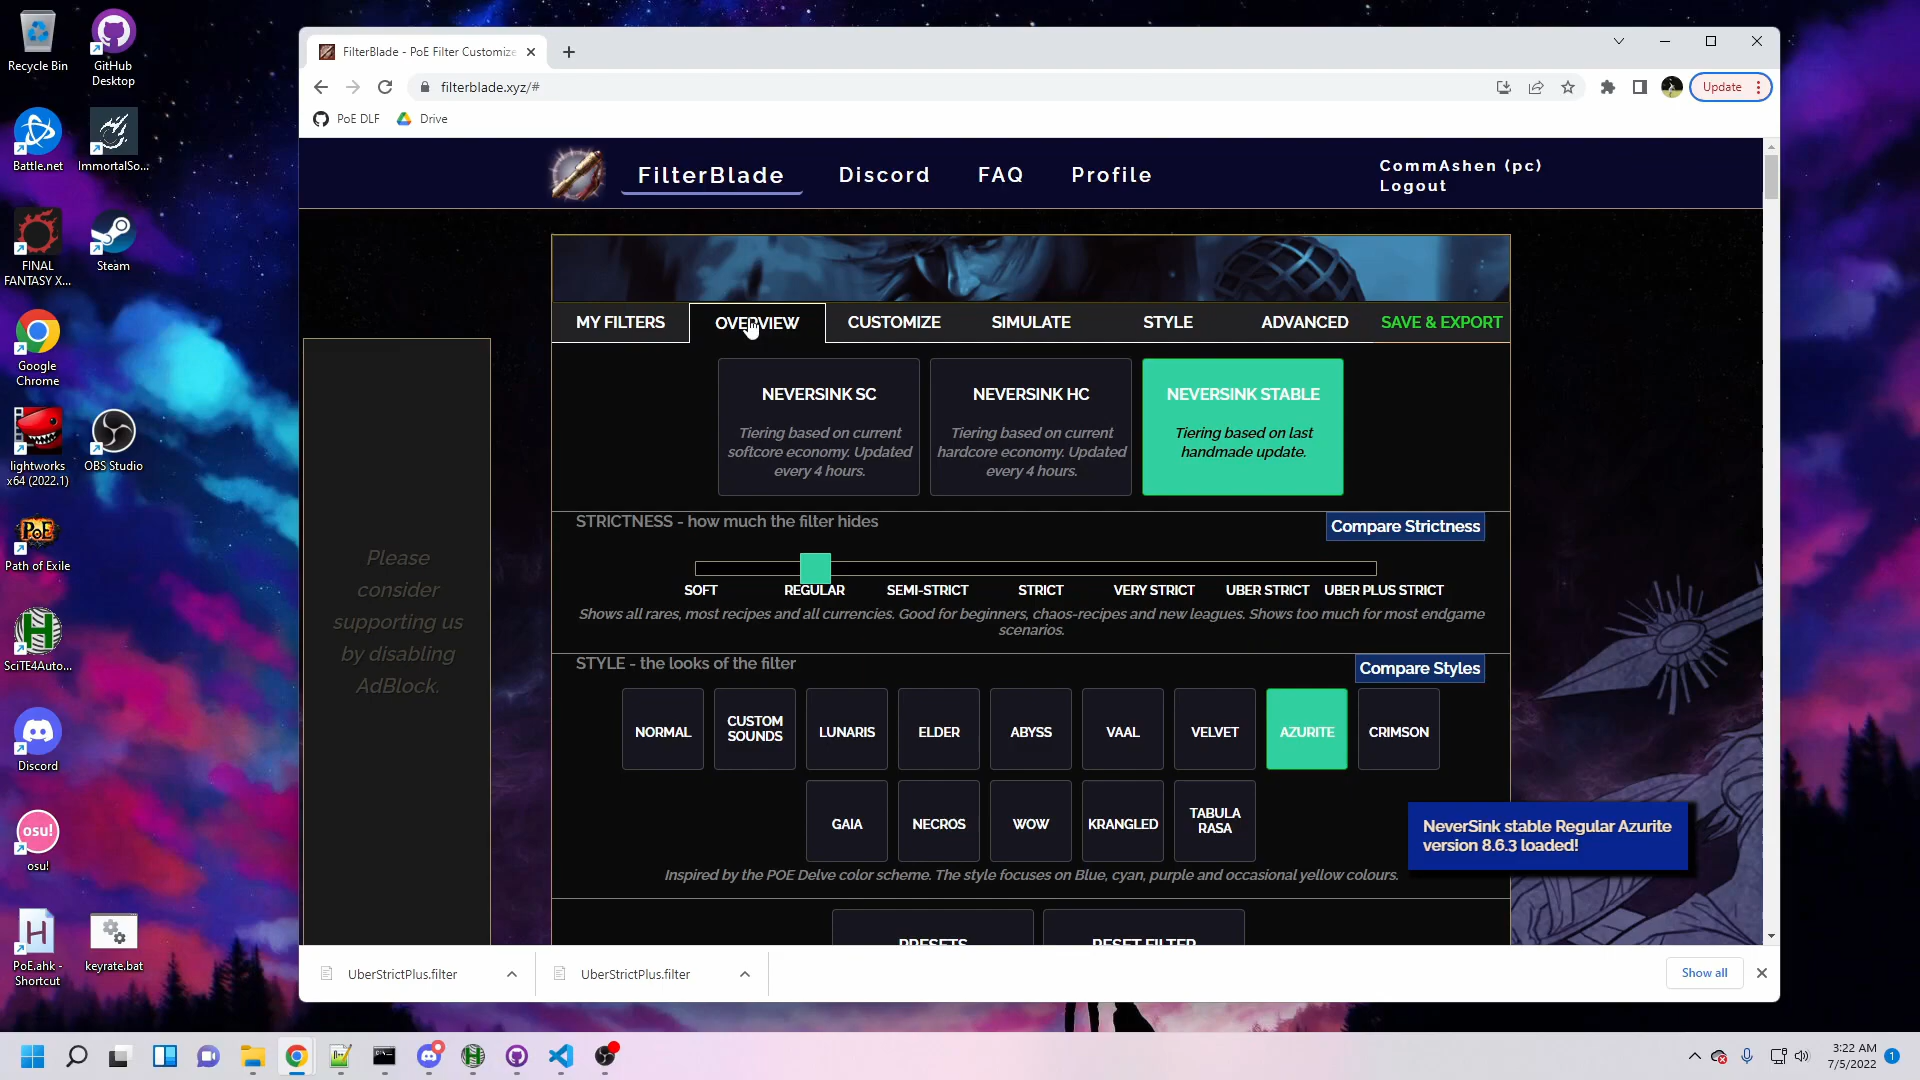 Recycle Bin
GitHub
Desktop
Battle.net
ImmortalSo...
FINAL
FANTASY X...
Steam
Google
Chrome
lightworks
x64 (2022.1)
OBS Studio
Path of Exile
SciTE4Auto...
Discord
osu!
osu!
PoE.ahk -
Shortcut
keyrate.bat
FilterBlade - PoE Filter Customize
filterblade.xyz/#
Update
PoE DLF
Drive
FilterBlade
Discord
FAQ
Profile
CommAshen (pc)
Logout
MY FILTERS
OVERVIEW
CUSTOMIZE
SIMULATE
STYLE
ADVANCED
SAVE & EXPORT
NEVERSINK SC
Tiering based on current
softcore economy. Updated
every 4 hours.
NEVERSINK HC
Tiering based on current
hardcore economy. Updated
every 4 hours.
NEVERSINK STABLE
Tiering based on last
handmade update.
STRICTNESS - how much the filter hides
Compare Strictness
SOFT
REGULAR
SEMI-STRICT
STRICT
VERY STRICT
UBER STRICT
UBER PLUS STRICT
Shows all rares, most recipes and all currencies. Good for beginners, chaos-recipes and new leagues. Shows too much for most endgame
scenarios.
STYLE - the looks of the filter
Compare Styles
NORMAL
CUSTOM
SOUNDS
LUNARIS
ELDER
ABYSS
VAAL
VELVET
AZURITE
CRIMSON
GAIA
NECROS
WOW
KRANGLED
TABULA
RASA
Inspired by the POE Delve color scheme. The style focuses on Blue, cyan, purple and occasional yellow colours.
PRESETS
RESET FILTER
NeverSink stable Regular Azurite
version 8.6.3 loaded!
Please
consider
supporting us
by disabling
AdBlock.
UberStrictPlus.filter
UberStrictPlus.filter
Show all
3:22 AM
7/5/2022
1